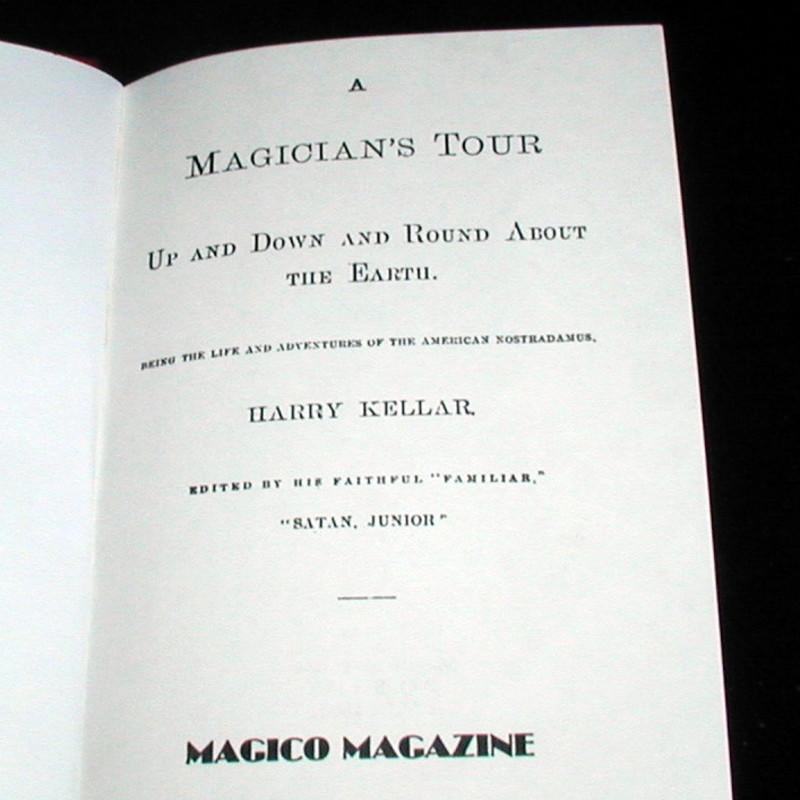 A
MAGICIAN'S TOUR
UP AND DOWN AND ROUND ABOUT
THE EARTH.
BEING THE LIFE AND ADVENTURES OF THE AMERICAN NOSTRADAMUS,
HARRY KELLAR.
EDITED BY HIS FAITHFUL "FAMILIAR,"
"SATAN, JUNIOR"
MAGICO MAGAZINE